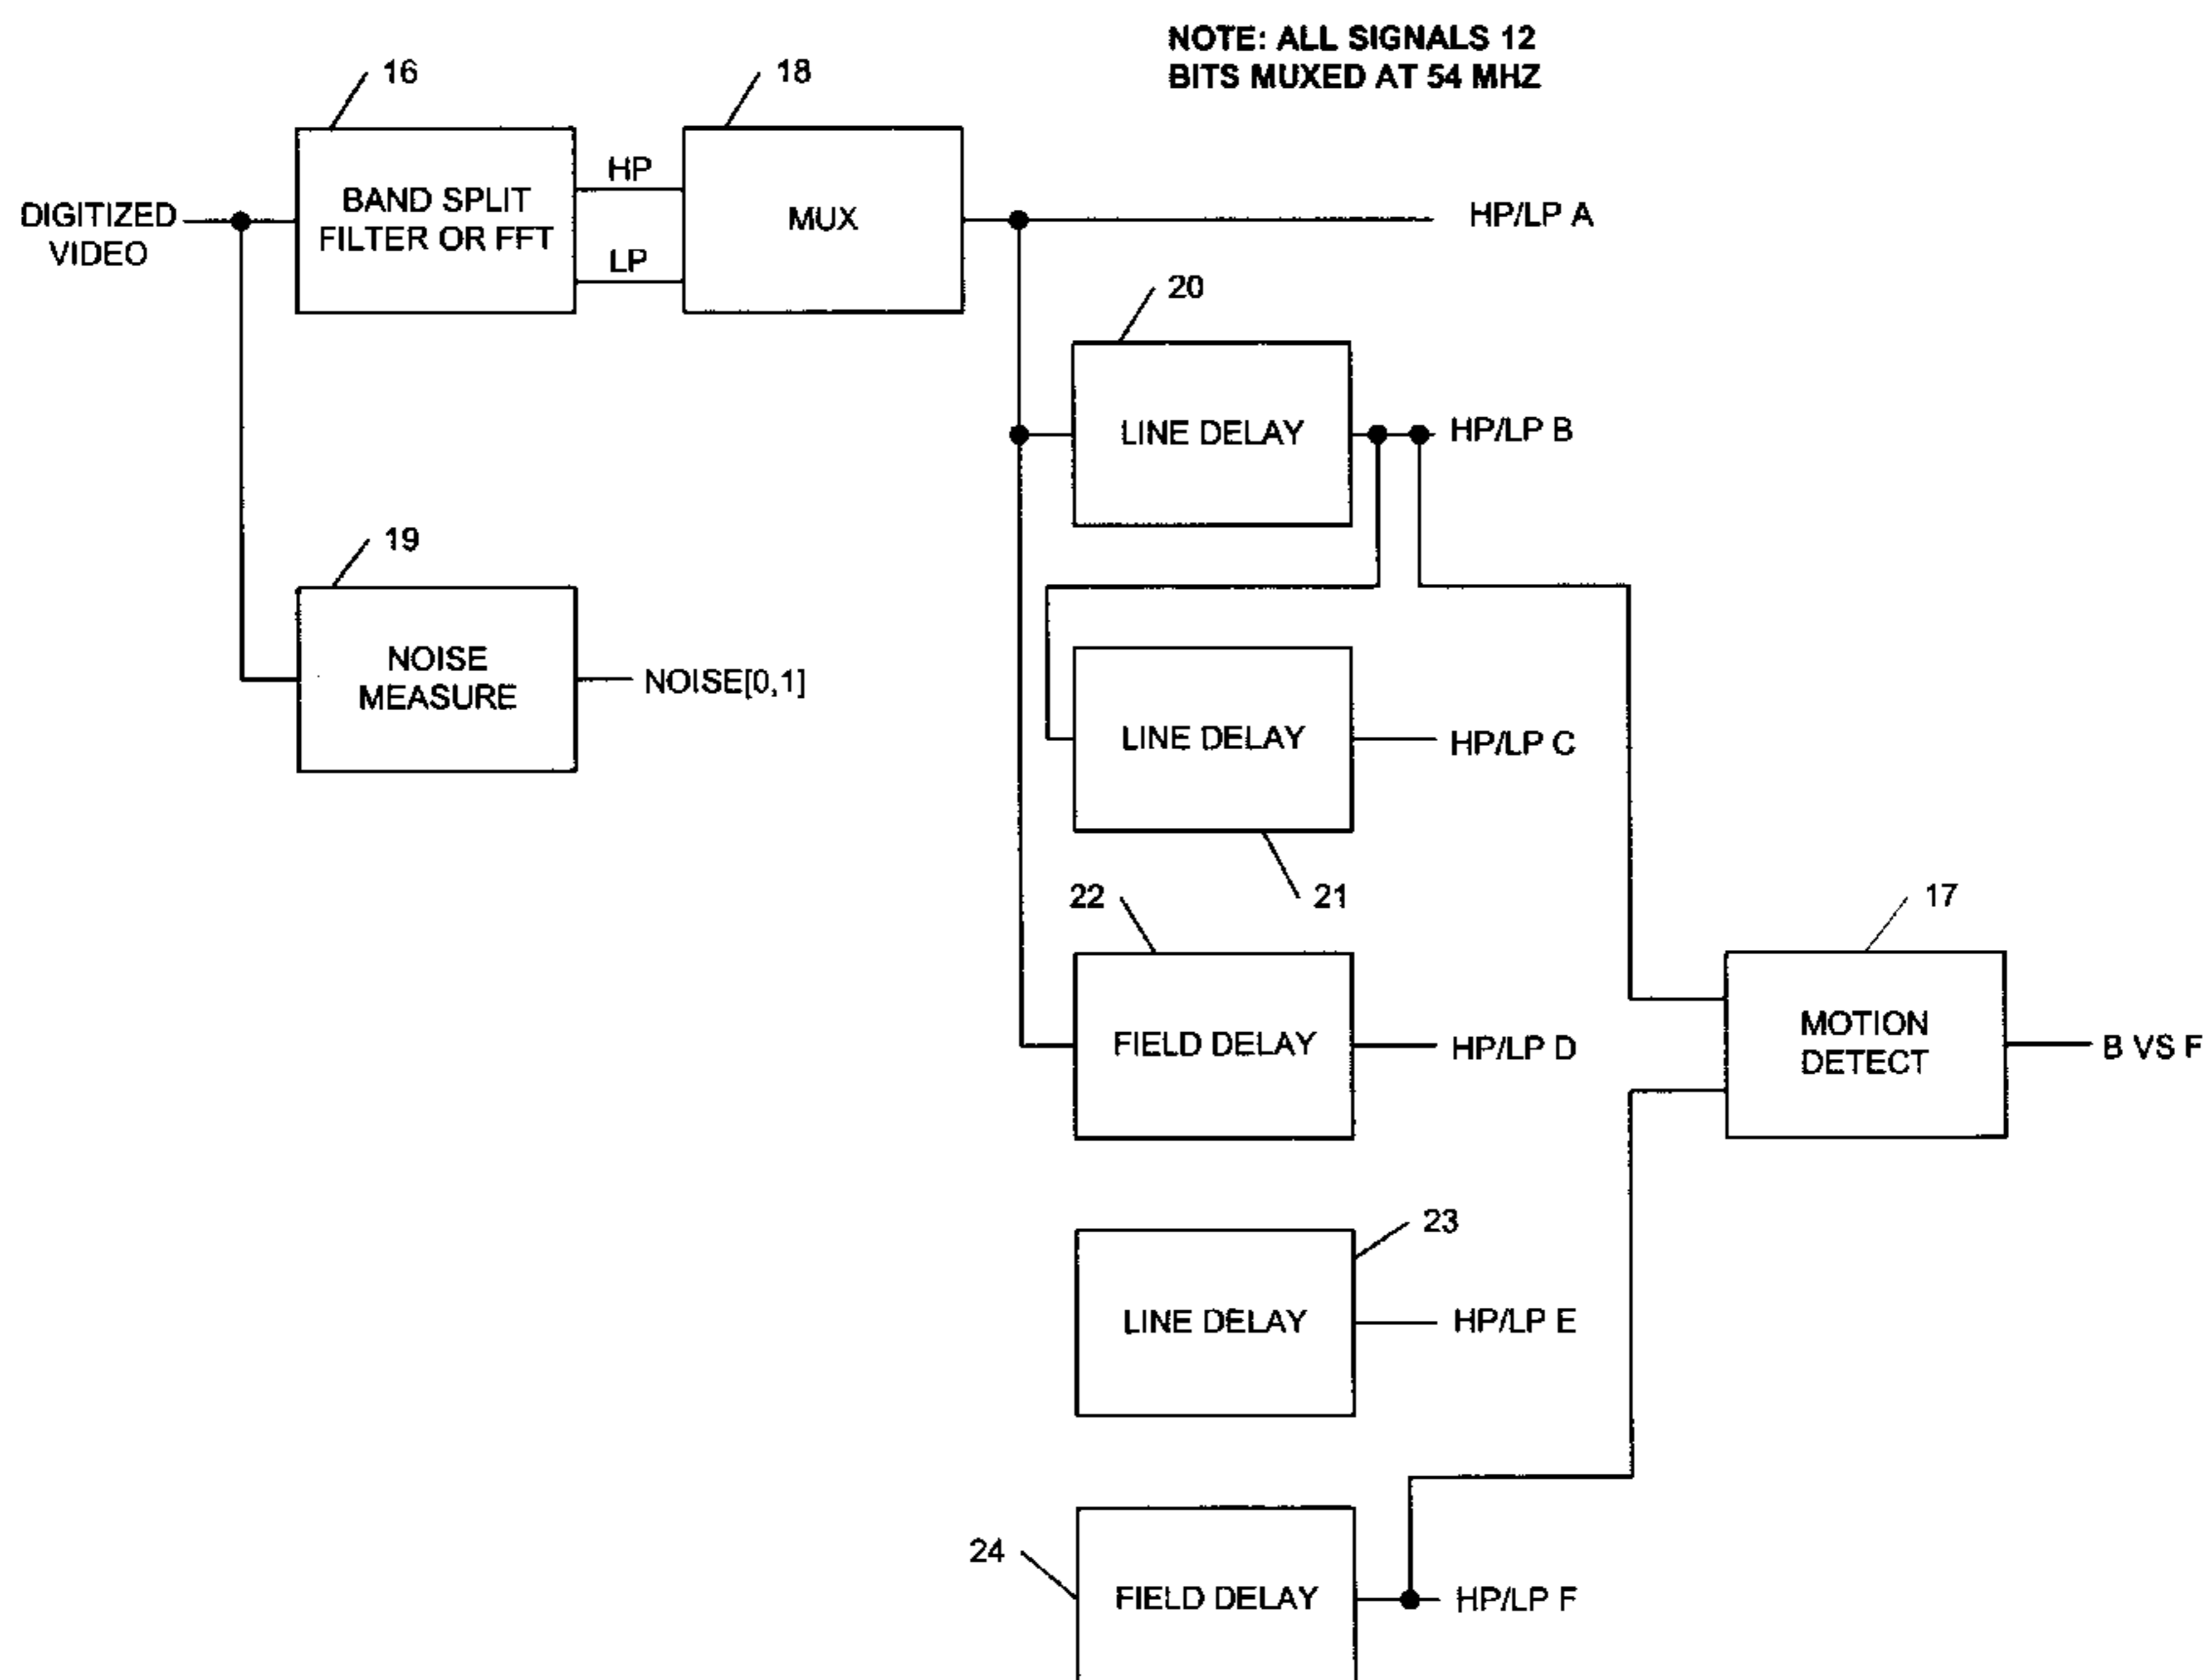 NOTE: ALL SIGNALS 12
BITS MUXED AT 54 MHZ
16
18
DIGITIZED
VIDEO
BAND SPLIT
FILTER OR FFT
HP
LP
MUX
HP/LP A
20
LINE DELAY
HP/LP B
19
NOISE
MEASURE
NOISE[0,1]
LINE DELAY
HP/LP C
21
22
FIELD DELAY
HP/LP D
17
MOTION
DETECT
B VS F
23
LINE DELAY
HP/LP E
24
FIELD DELAY
HP/LP F